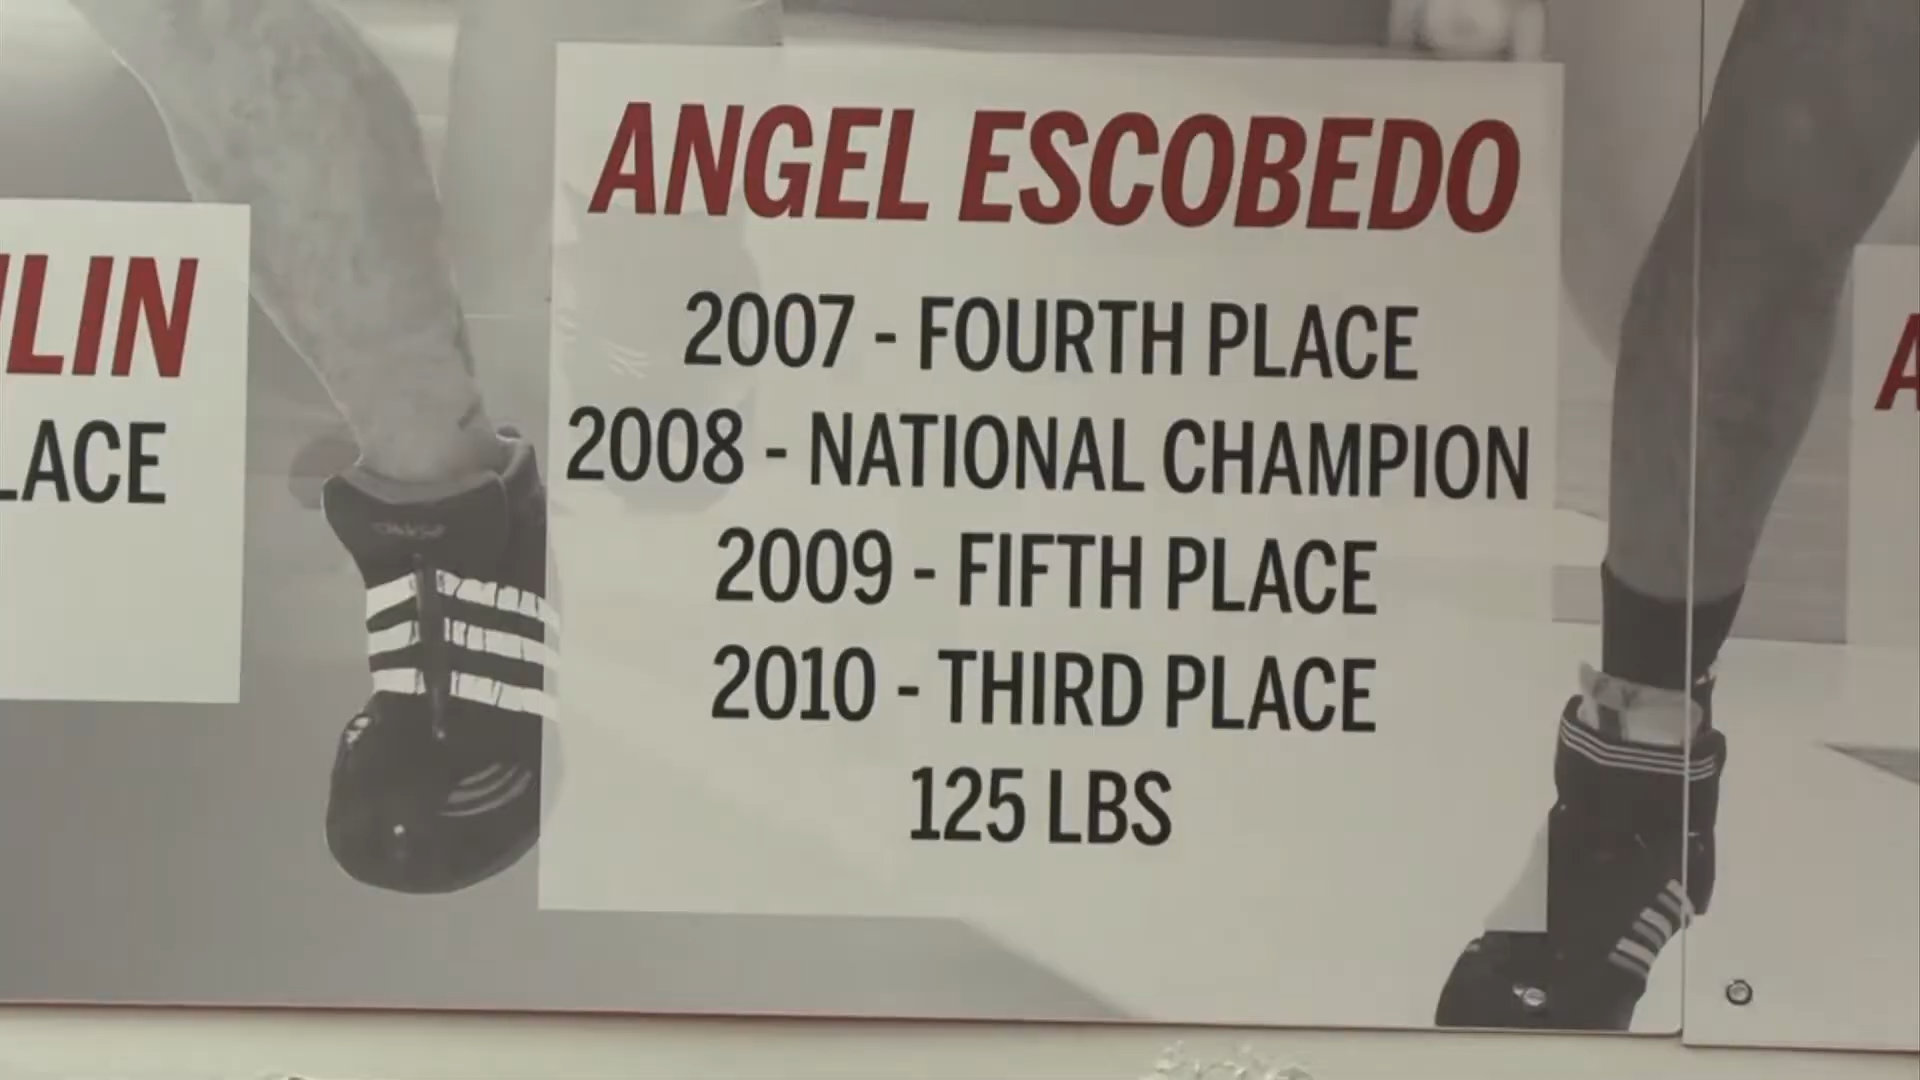 LIN
LACE
ANGEL ESCOBEDO
2007 - FOURTH PLACE
2008 - NATIONAL CHAMPION
2009 - FIFTH PLACE
2010 - THIRD PLACE
125 LBS
A